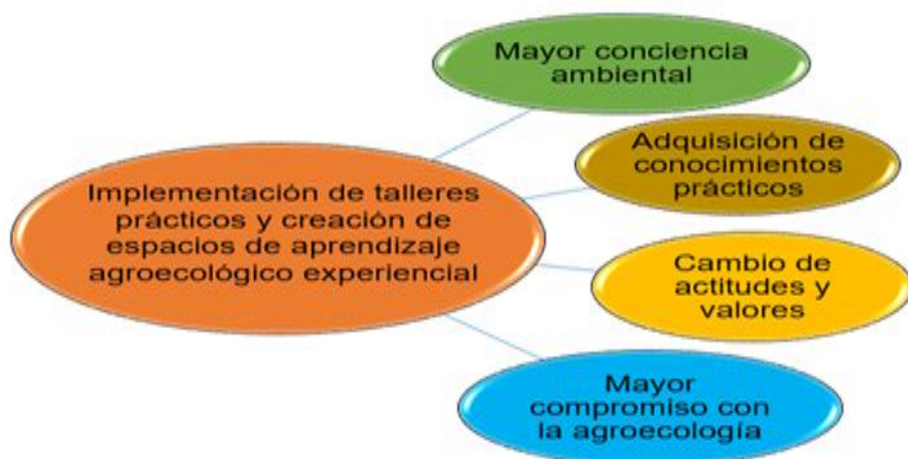 Mayor conciencia
ambiental
Adquisición de
conocimientos
prácticos
Implementación de talleres
prácticos y creación de
espacios de aprendizaje
agroecológico experiencial
Cambio de
actitudes y
valores
Mayor
compromiso con
la agroecología